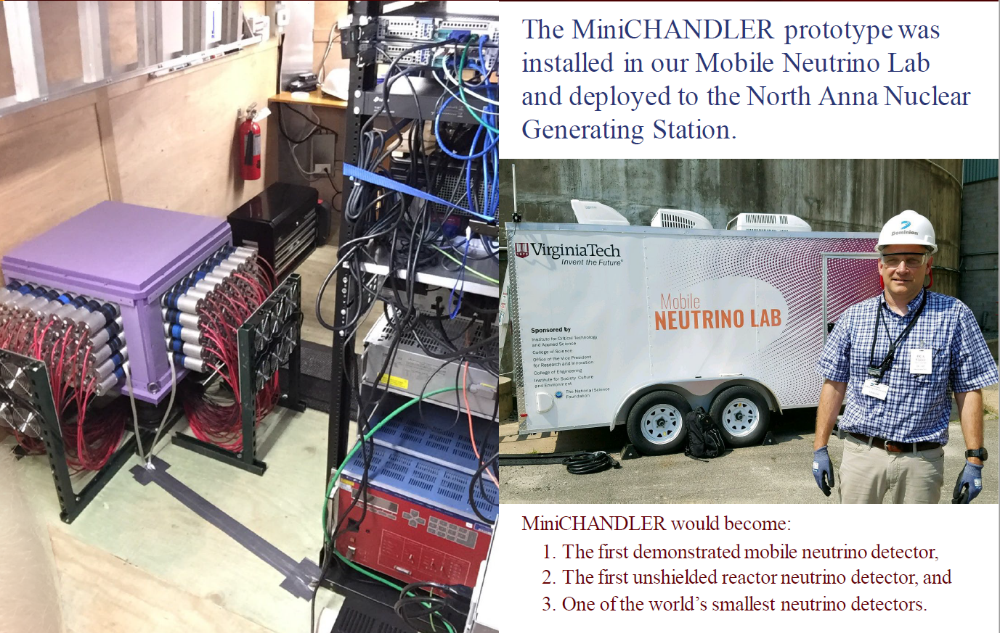 The MiniCHANDLER prototype was
installed in our Mobile Neutrino Lab
and deployed to the North Anna Nuclear
Generating Station.
Dominion
VirginiaTech
Invent the Future®
Mobile
NEUTRINO LAB
Sponsored by
Institute for Critical Technology
and Applied Science
College of Science
Office of the Vice President
for Research and Innovation
College of Engineering
Institute for Society, Culture
and Environment
The National Science
Foundation
MiniCHANDLER would become:
1. The first demonstrated mobile neutrino detector,
2. The first unshielded reactor neutrino detector, and
3. One of the world's smallest neutrino detectors.